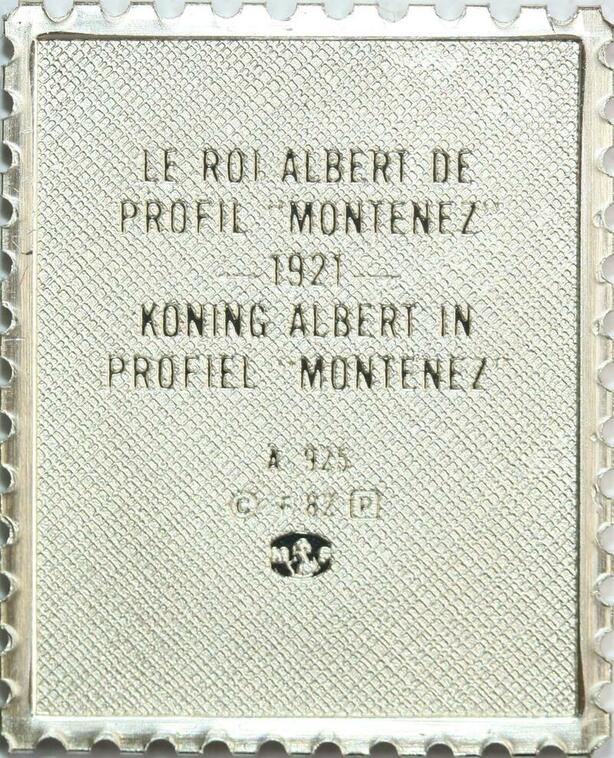 LE ROI ALBERT DE
PROFIL "MONTENEZ"
— 1921 —
KONING ALBERT IN
PROFIEL "MONTENEZ"
A 925
© F 82 P